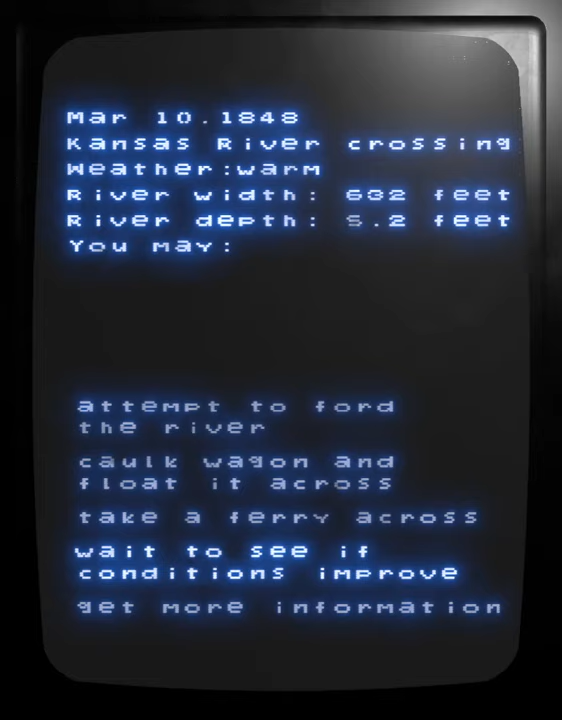 Mar 10.1848
Kansas River crossing
Weather:warm
River width: 632 feet
River depth: 5.2 feet
You may:
attempt to ford
the river
caulk wagon and
float it across
take a ferry across
wait to see if
conditions improve
get more information